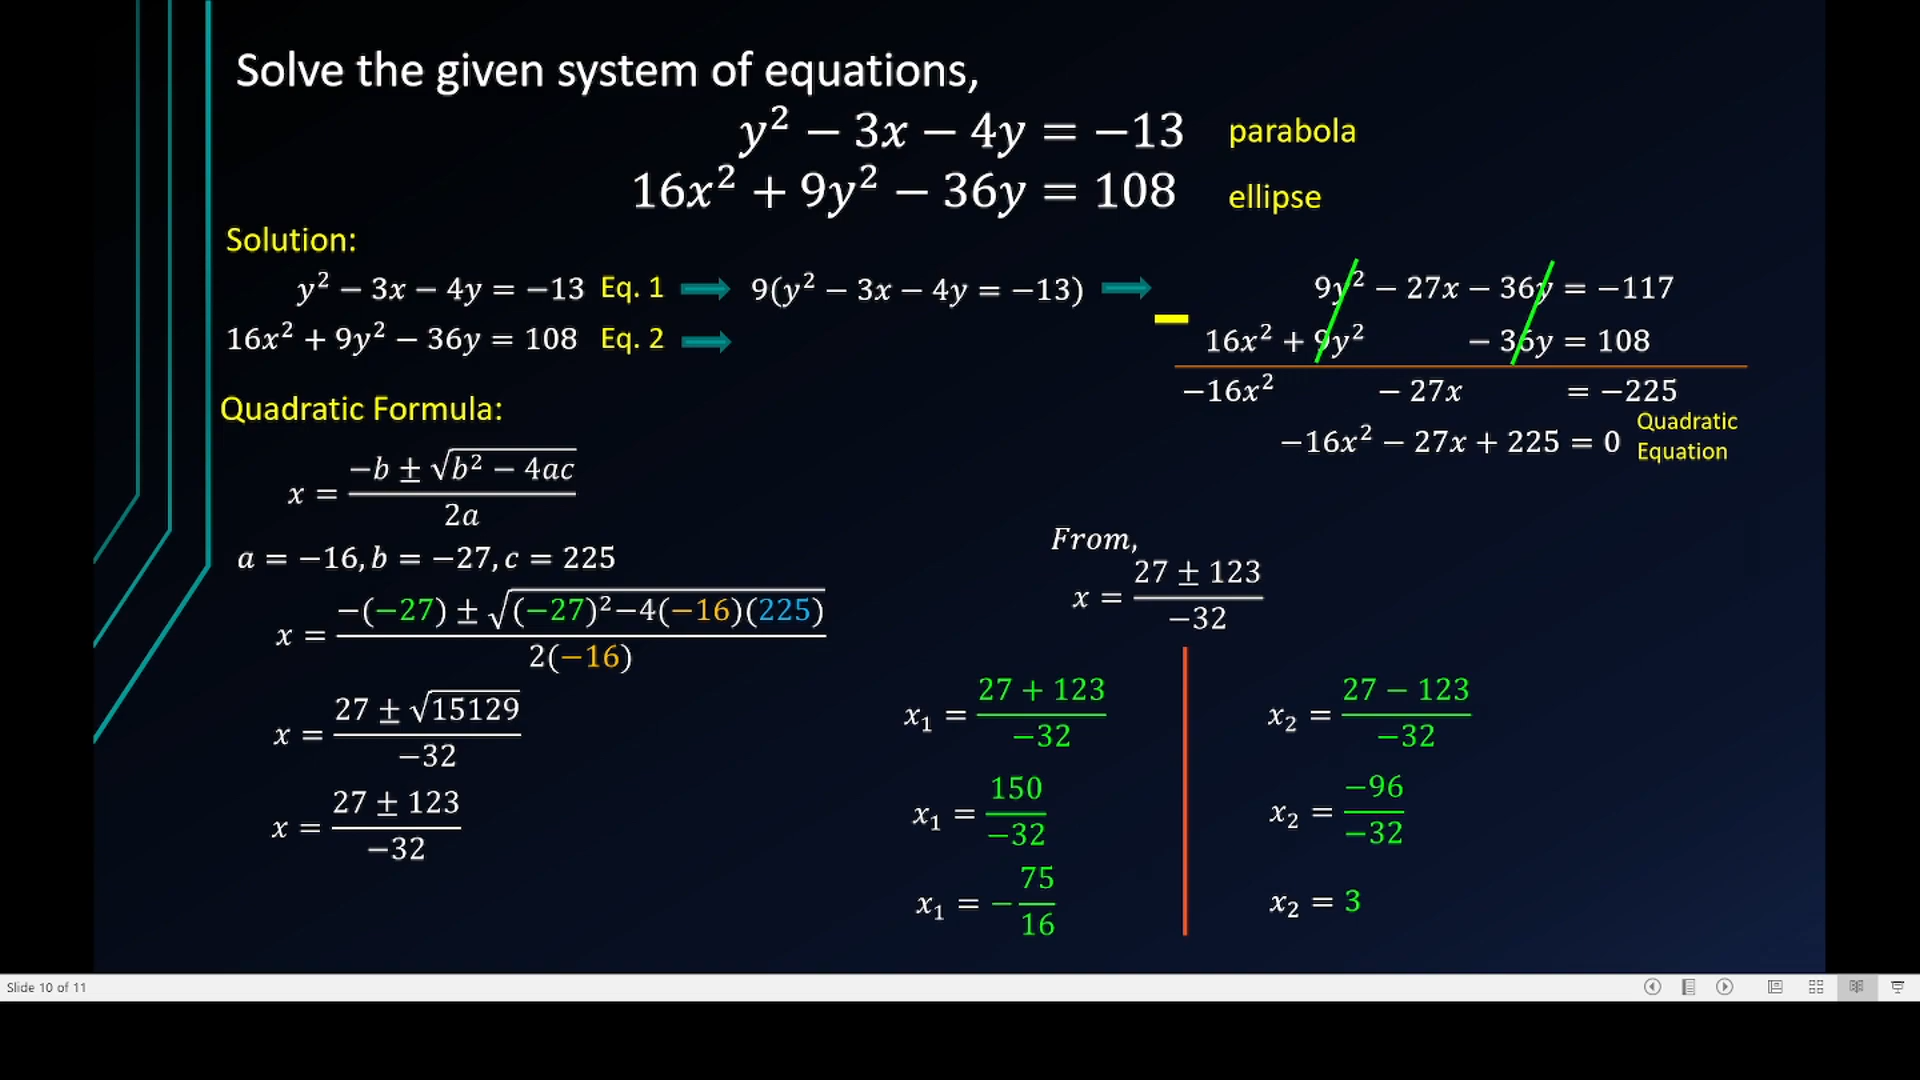 Solve the given system of equations,
y² − 3x − 4y = −13 parabola
16x² + 9y² − 36y = 108 ellipse
Solution:
y² − 3x − 4y = −13 Eq. 1 9(y² − 3x − 4y = −13) 9y² − 27x − 36y = −117
16x² + 9y² − 36y = 108 Eq. 2 − 16x² + 9y² − 36y = 108
−16x² − 27x = −225
−16x² − 27x + 225 = 0 Quadratic Equation
Quadratic Formula:
x = (−b ± √(b² − 4ac)) / 2a
a = −16, b = −27, c = 225
x = (−(−27) ± √((−27)²−4(−16)(225))) / 2(−16)
x = (27 ± √15129) / −32
x = (27 ± 123) / −32
From,
x = (27 ± 123) / −32
x₁ = (27 + 123) / −32
x₁ = 150 / −32
x₁ = − 75 / 16
x₂ = (27 − 123) / −32
x₂ = −96 / −32
x₂ = 3
Slide 10 of 11